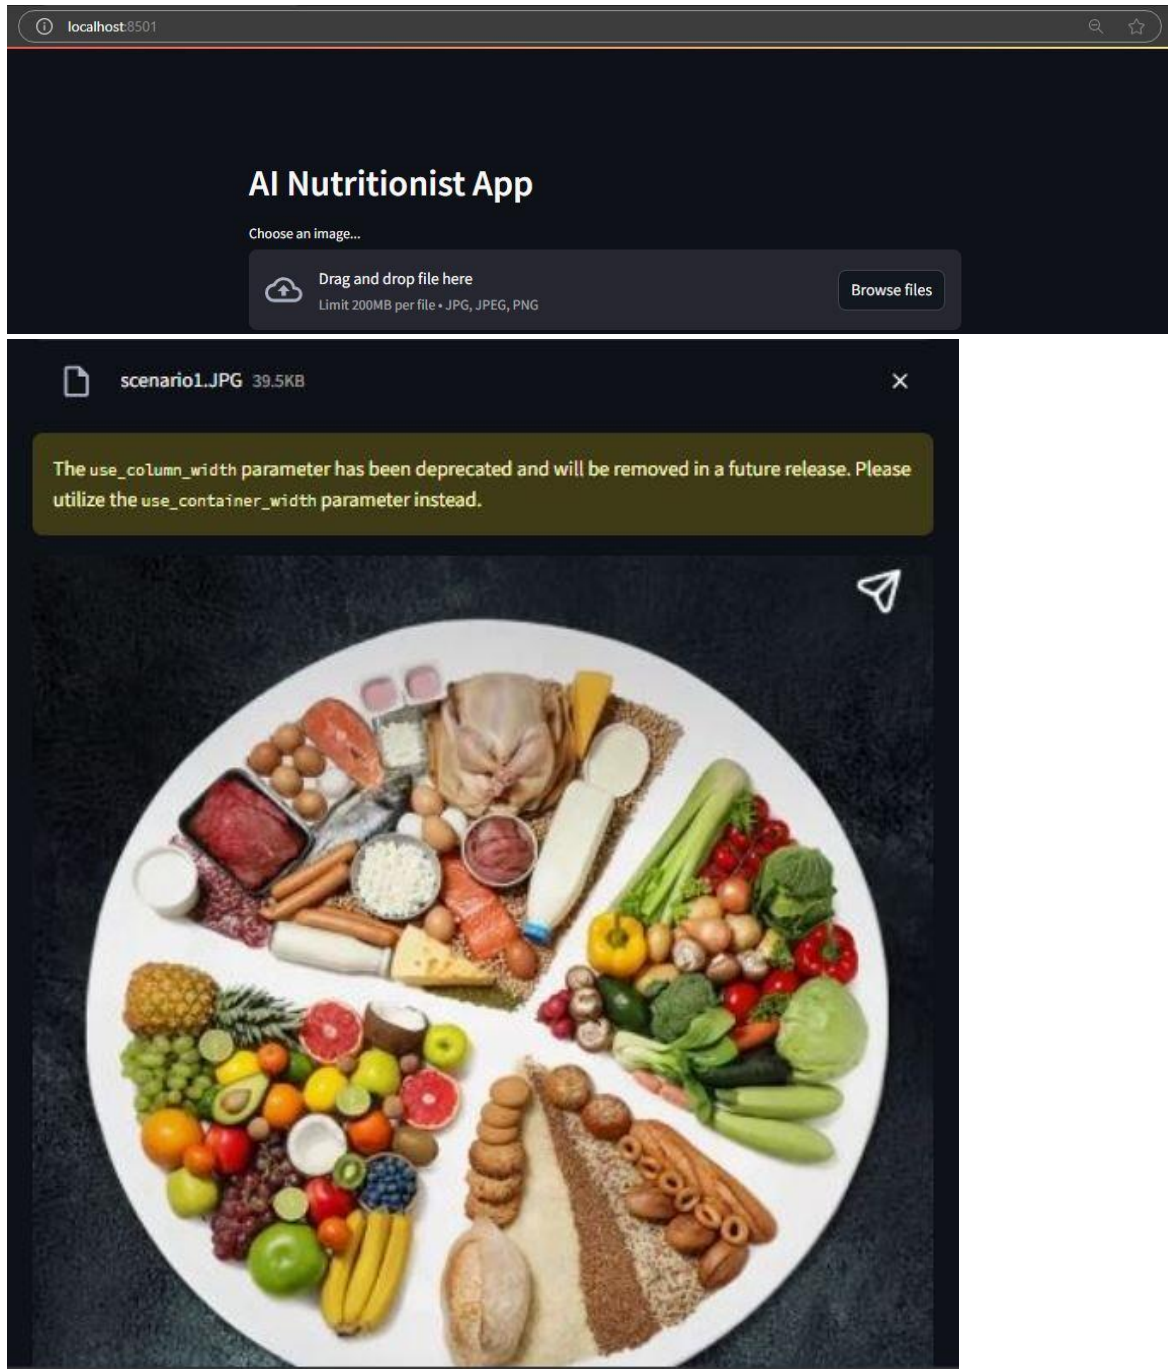 localhost:8501
AI Nutritionist App
Choose an image...
Drag and drop file here
Limit 200MB per file • JPG, JPEG, PNG
Browse files
scenario1.JPG 39.5KB
The use_column_width parameter has been deprecated and will be removed in a future release. Please
utilize the use_container_width parameter instead.